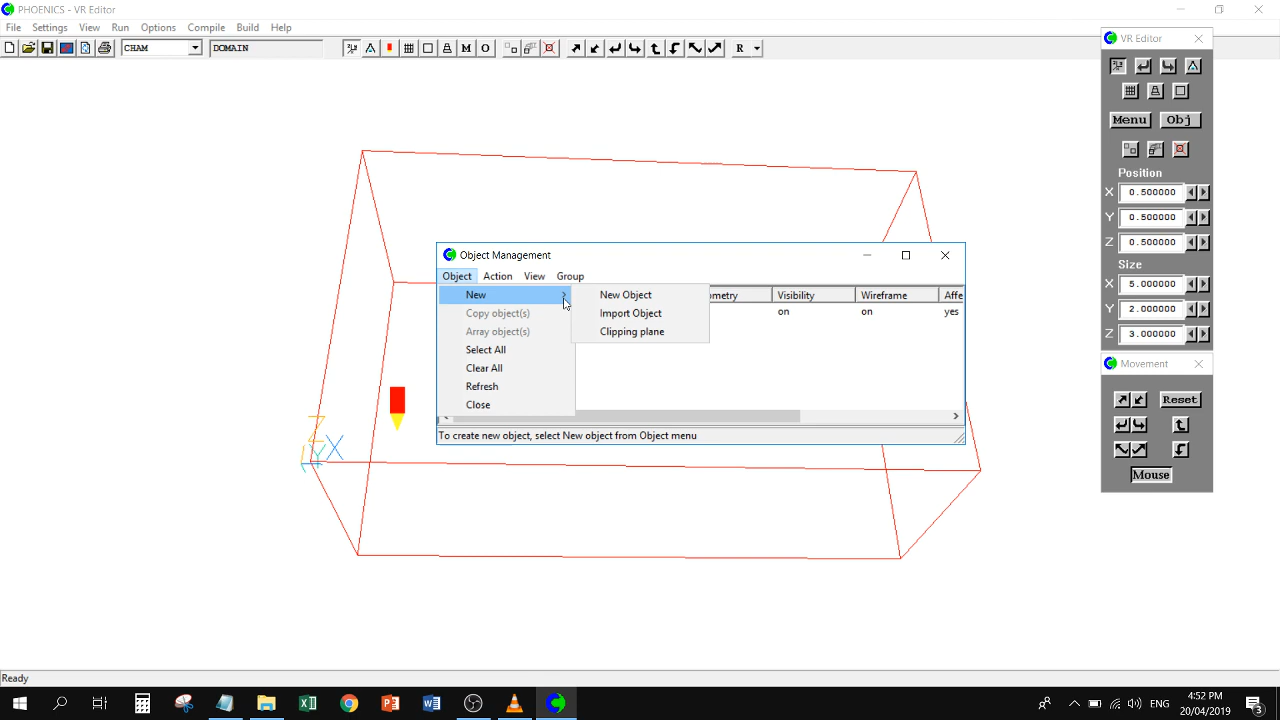 PHOENICS - VR Editor
File Settings View Run Options Compile Build Help
CHAM DOMAIN M O R
VR Editor
Menu Obj
Position
X 0.500000
Y 0.500000
Z 0.500000
Size
X 5.000000
Y 2.000000
Z 3.000000
Movement
Reset
Mouse
Object Management
Object Action View Group
New
Copy object(s)
Array object(s)
Select All
Clear All
Refresh
Close
New Object
Import Object
Clipping plane
ometry Visibility Wireframe Affe
on on yes
To create new object, select New object from Object menu
Z
Y X
Ready
ENG
4:52 PM
20/04/2019
3